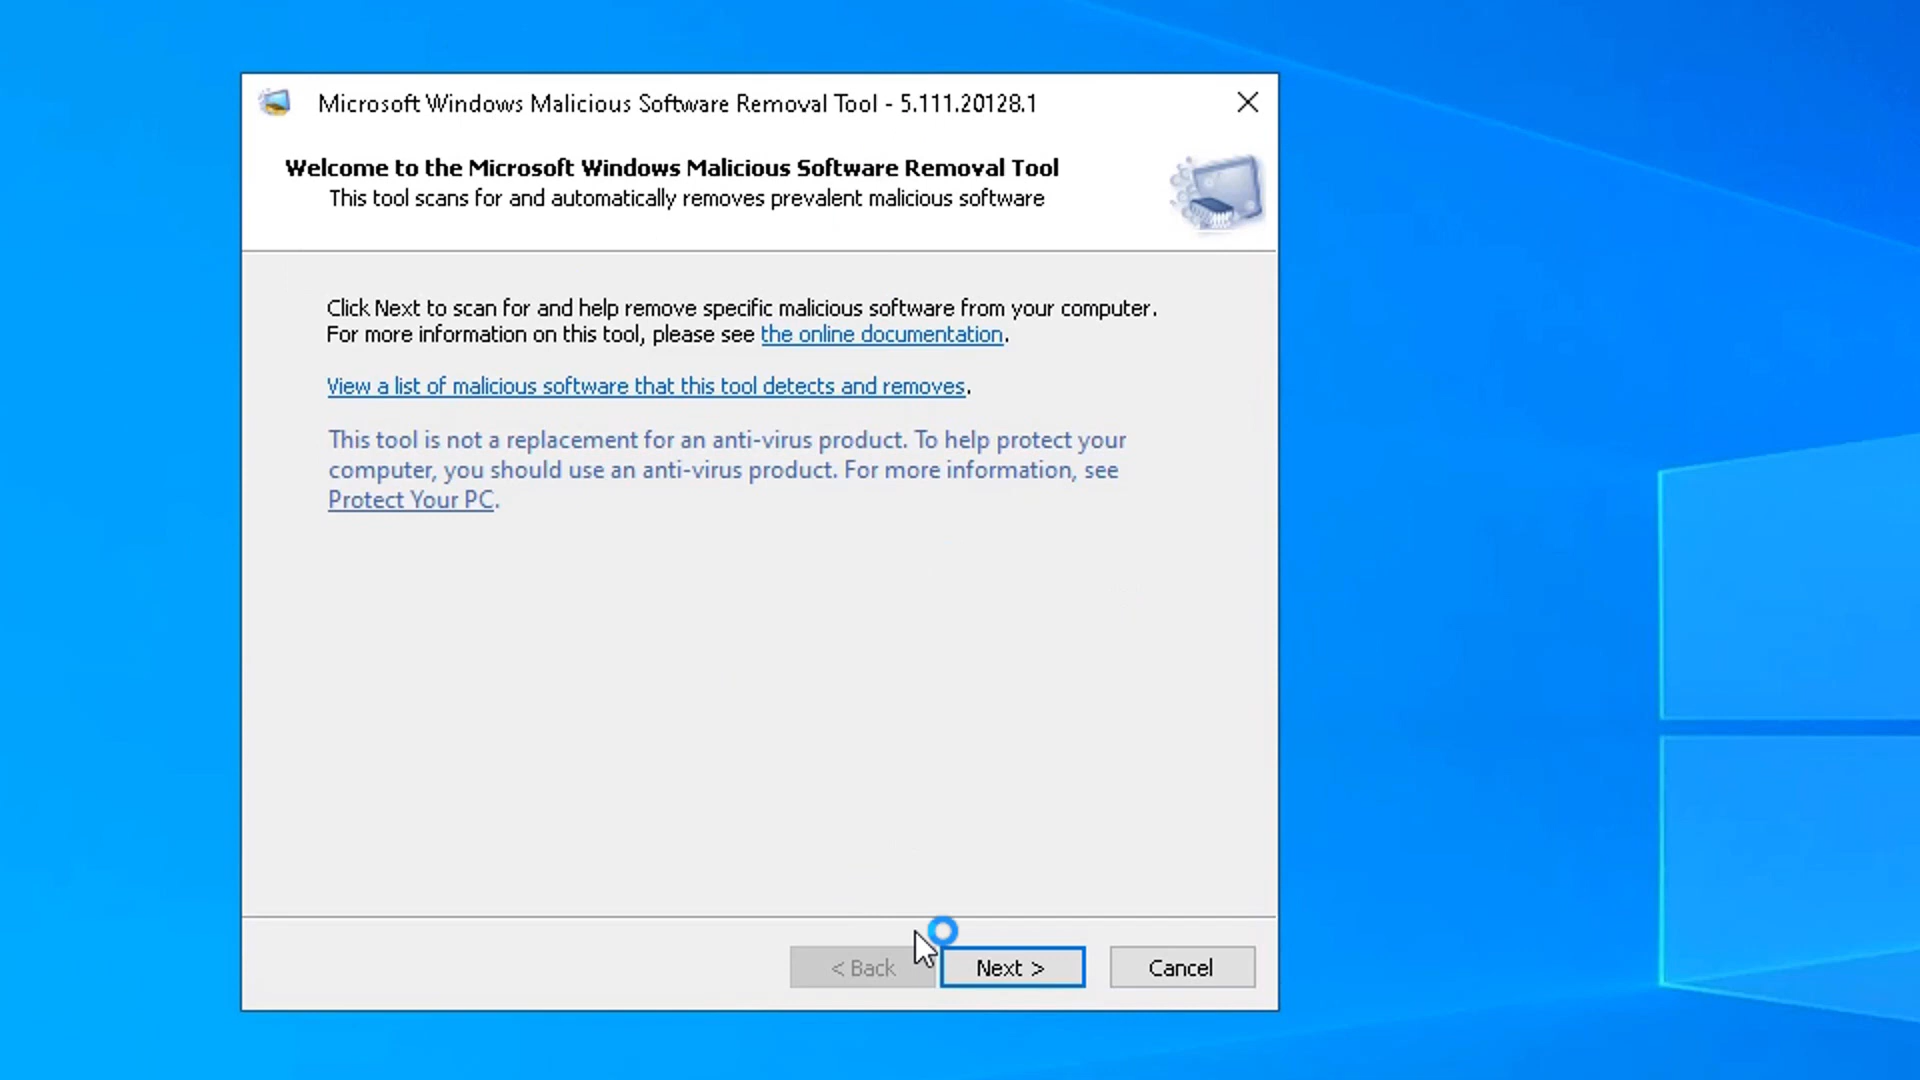 Microsoft Windows Malicious Software Removal Tool - 5.111.20128.1
Welcome to the Microsoft Windows Malicious Software Removal Tool
This tool scans for and automatically removes prevalent malicious software
Click Next to scan for and help remove specific malicious software from your computer.
For more information on this tool, please see the online documentation.
View a list of malicious software that this tool detects and removes.
This tool is not a replacement for an anti-virus product. To help protect your
computer, you should use an anti-virus product. For more information, see
Protect Your PC.
< Back Next > Cancel